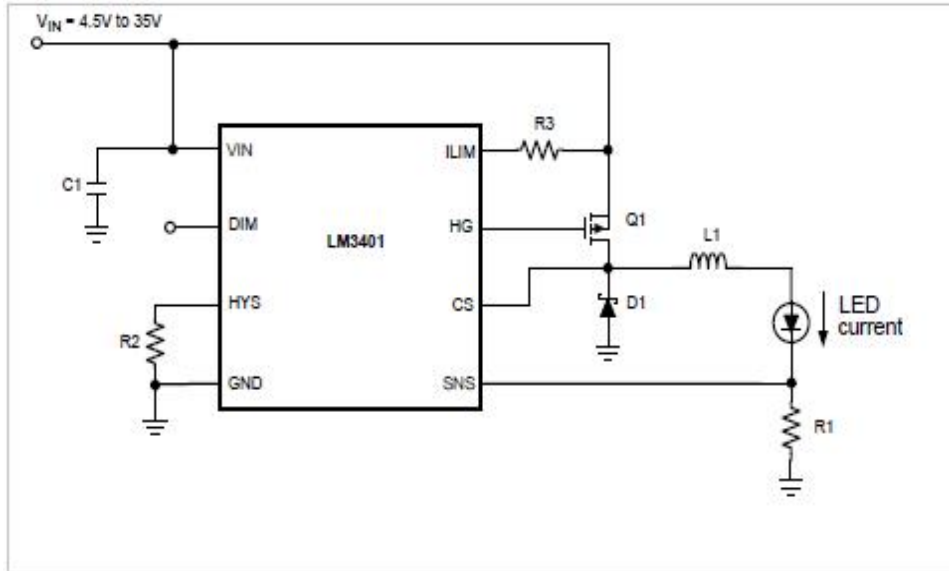 VIN = 4.5V to 35V
R3
VIN
ILIM
C1
Q1
DIM
HG
L1
LM3401
HYS
CS
D1
LED
current
R2
GND
SNS
R1